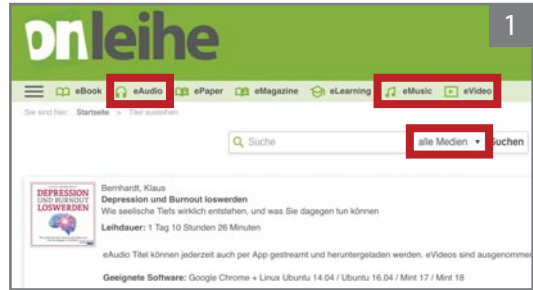 onleihe
1
eBook eAudio ePaper eMagazine eLearning eMusic eVideo
Sie sind hier: Startseite > Titel ausleihen
Suche alle Medien Suchen
DEPRESSION
UND BURNOUT
LOSWERDEN
Bernhardt, Klaus
Depression und Burnout loswerden
Wie seelische Tiefs wirklich entstehen, und was Sie dagegen tun können
Leihdauer: 1 Tag 10 Stunden 26 Minuten
eAudio Titel können jederzeit auch per App gestreamt und heruntergeladen werden. eVideos sind ausgenommen
Geeignete Software: Google Chrome + Linux Ubuntu 14.04 / Ubuntu 16.04 / Mint 17 / Mint 18